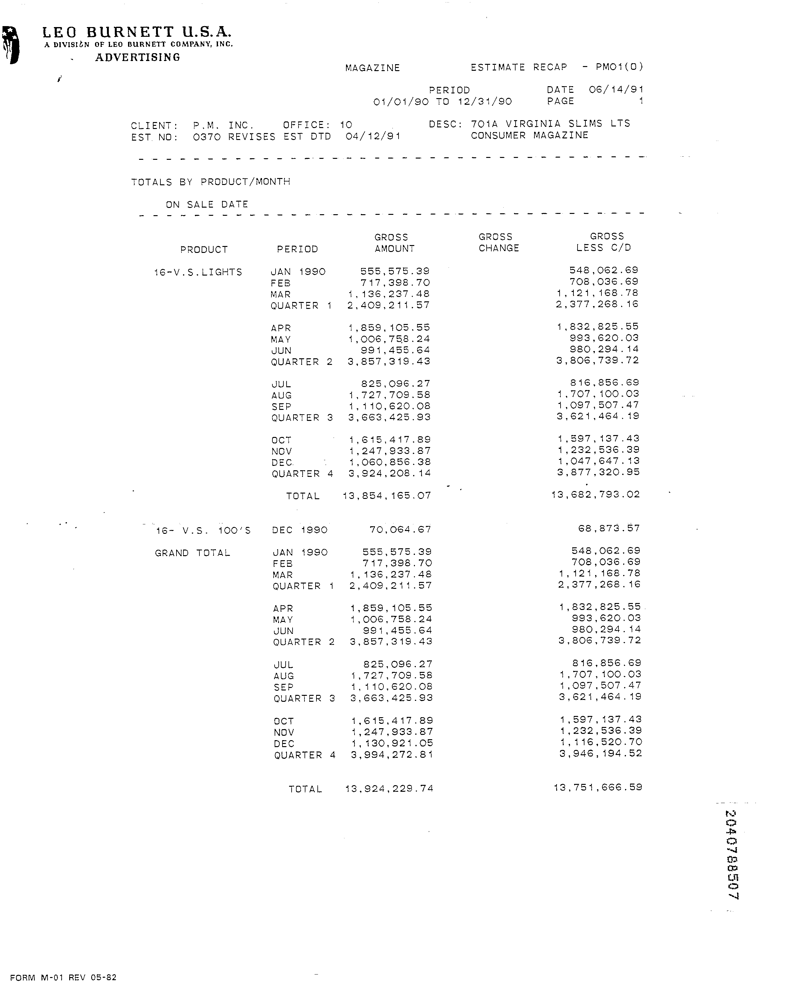 LEO BURNETT U.S.A.
A DIVISION OF LEO BURNETT COMPANY, INC.
ADVERTISING
MAGAZINE ESTIMATE RECAP - PM01(0)
PERIOD DATE 06/14/91
01/01/90 TO 12/31/90 PAGE 1
CLIENT: P.M. INC. OFFICE: 10 DESC: 701A VIRGINIA SLIMS LTS
EST NO: 0370 REVISES EST DTD 04/12/91 CONSUMER MAGAZINE
TOTALS BY PRODUCT/MONTH
ON SALE DATE
GROSS GROSS GROSS
PRODUCT PERIOD AMOUNT CHANGE LESS C/D
16-V.S.LIGHTS JAN 1990 555,575.39 548,062.69
FEB 717,398.70 708,036.69
MAR 1,136,237.48 1,121,168.78
QUARTER 1 2,409,211.57 2,377,268.16
APR 1,859,105.55 1,832,825.55
MAY 1,006,758.24 993,620.03
JUN 991,455.64 980,294.14
QUARTER 2 3,857,319.43 3,806,739.72
JUL 825,096.27 816,856.69
AUG 1,727,709.58 1,707,100.03
SEP 1,110,620.08 1,097,507.47
QUARTER 3 3,663,425.93 3,621,464.19
OCT 1,615,417.89 1,597,137.43
NOV 1,247,933.87 1,232,536.39
DEC 1,060,856.38 1,047,647.13
QUARTER 4 3,924,208.14 3,877,320.95
TOTAL 13,854,165.07 13,682,793.02
16- V.S. 100'S DEC 1990 70,064.67 68,873.57
GRAND TOTAL JAN 1990 555,575.39 548,062.69
FEB 717,398.70 708,036.69
MAR 1,136,237.48 1,121,168.78
QUARTER 1 2,409,211.57 2,377,268.16
APR 1,859,105.55 1,832,825.55
MAY 1,006,758.24 993,620.03
JUN 991,455.64 980,294.14
QUARTER 2 3,857,319.43 3,806,739.72
JUL 825,096.27 816,856.69
AUG 1,727,709.58 1,707,100.03
SEP 1,110,620.08 1,097,507.47
QUARTER 3 3,663,425.93 3,621,464.19
OCT 1,615,417.89 1,597,137.43
NOV 1,247,933.87 1,232,536.39
DEC 1,130,921.05 1,116,520.70
QUARTER 4 3,994,272.81 3,946,194.52
TOTAL 13,924,229.74 13,751,666.59
2040788507
FORM M-01 REV 05-82